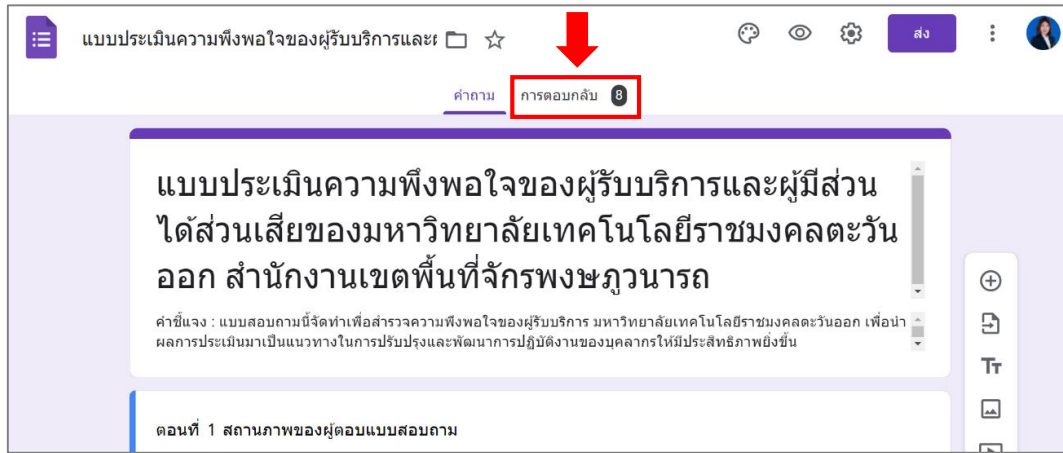 แบบประเมินความพึงพอใจของผู้รับบริการและผ
ส่ง
คำถาม การตอบกลับ 8
แบบประเมินความพึงพอใจของผู้รับบริการและผู้มีส่วน
ได้ส่วนเสียของมหาวิทยาลัยเทคโนโลยีราชมงคลตะวัน
ออก สำนักงานเขตพื้นที่จักรพงษภูวนารถ
คำชี้แจง : แบบสอบถามนี้จัดทำเพื่อสำรวจความพึงพอใจของผู้รับบริการ มหาวิทยาลัยเทคโนโลยีราชมงคลตะวันออก เพื่อนำ
ผลการประเมินมาเป็นแนวทางในการปรับปรุงและพัฒนาการปฏิบัติงานของบุคลากรให้มีประสิทธิภาพยิ่งขึ้น
Tт
ตอนที่ 1 สถานภาพของผู้ตอบแบบสอบถาม